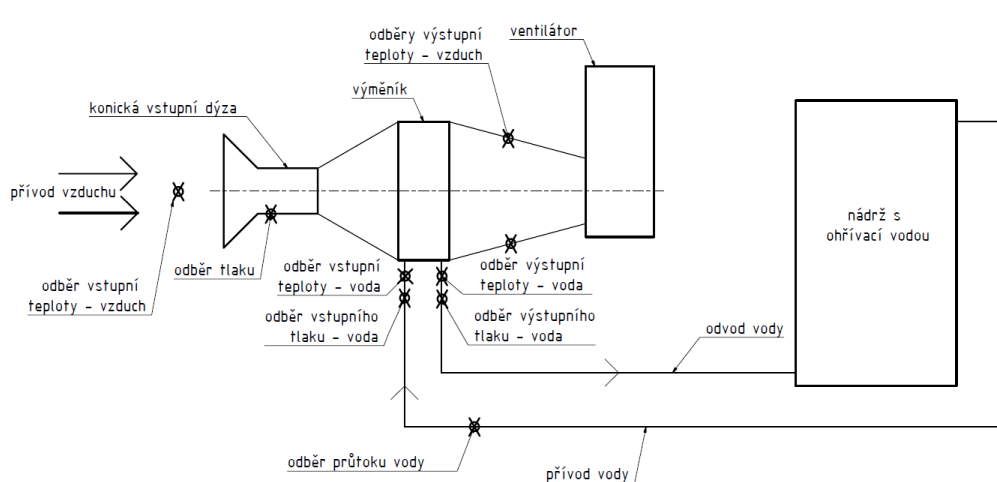 odběry výstupní
teploty - vzduch
ventilátor
výměník
konická vstupní dýza
přívod vzduchu
odběr tlaku
odběr vstupní
teploty - vzduch
odběr vstupní
teploty - voda
odběr výstupní
teploty - voda
odběr vstupního
tlaku - voda
odběr výstupního
tlaku - voda
nádrž s
ohřívací vodou
odvod vody
odběr průtoku vody
přívod vody